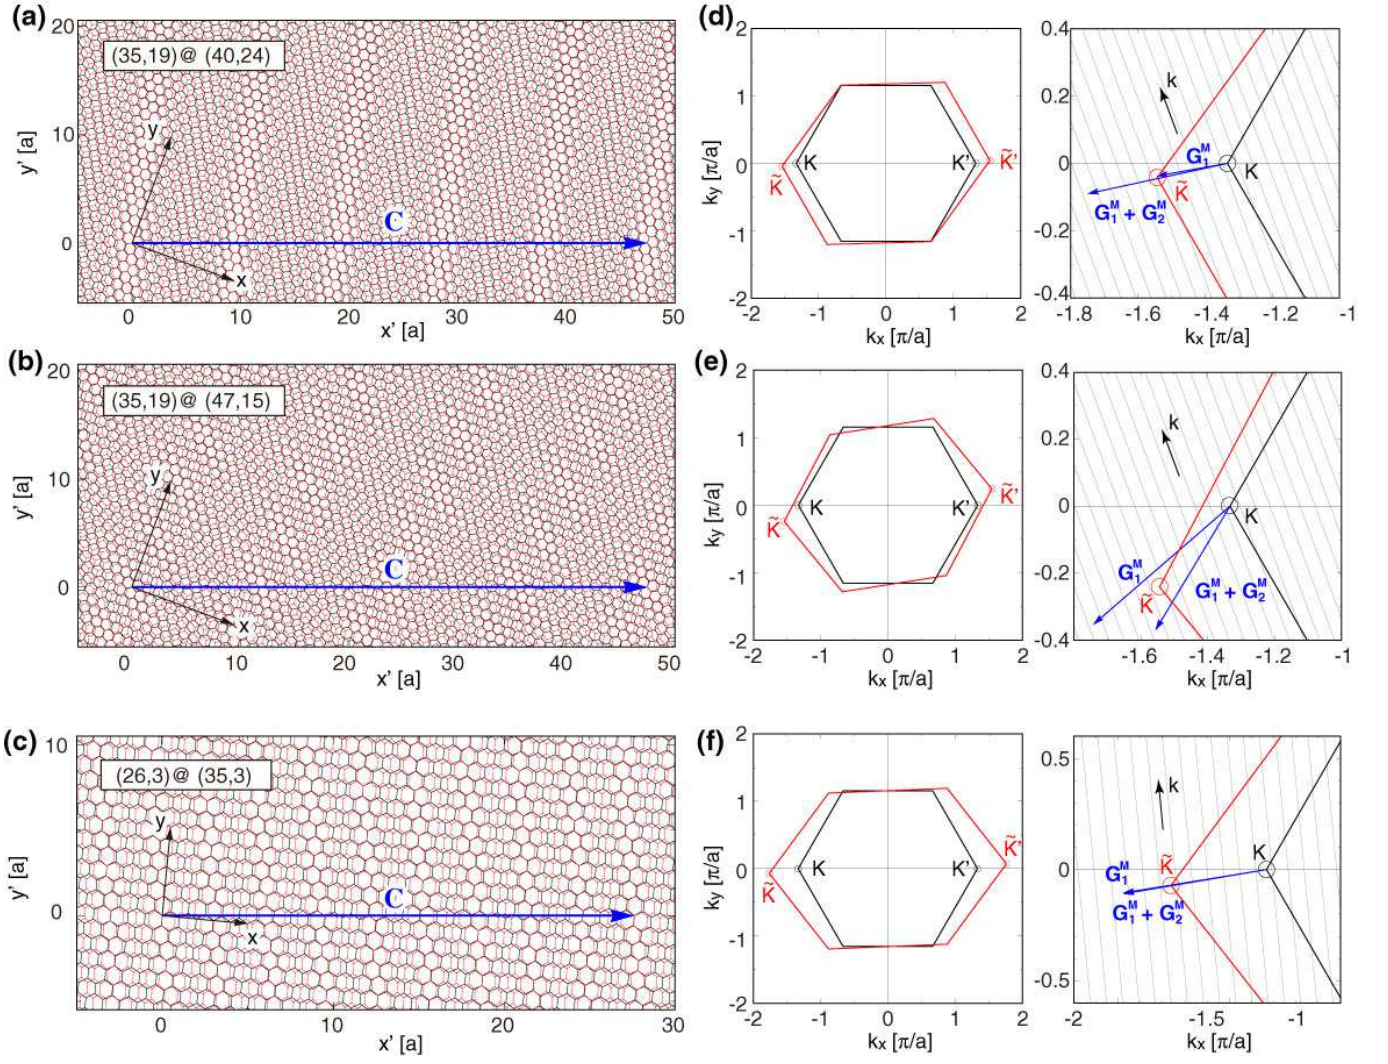 (a)
20
10
0
y' [a]
(35,19)@ (40,24)
y
x
C
0 10 20 30 40 50
x' [a]
(d)
2
1
0
-1
-2
ky [π/a]
K K'
K̃ K̃'
-2 -1 0 1 2
kx [π/a]
0.4
0.2
0
-0.2
-0.4
k
G₁ᴹ
K
K̃
G₁ᴹ + G₂ᴹ
-1.8 -1.6 -1.4 -1.2 -1
kx [π/a]
(b)
20
10
0
y' [a]
(35,19)@ (47,15)
y
x
C
0 10 20 30 40 50
x' [a]
(e)
2
1
0
-1
-2
ky [π/a]
K K'
K̃ K̃'
-2 -1 0 1 2
kx [π/a]
0.4
0.2
0
-0.2
-0.4
k
K
G₁ᴹ
K̃
G₁ᴹ + G₂ᴹ
-1.6 -1.4 -1.2 -1
kx [π/a]
(c)
10
0
y' [a]
(26,3)@ (35,3)
y
x
C
0 10 20 30
x' [a]
(f)
2
1
0
-1
-2
ky [π/a]
K K'
K̃ K̃'
-2 -1 0 1 2
kx [π/a]
0.5
0
-0.5
k
K
K̃
G₁ᴹ
G₁ᴹ + G₂ᴹ
-2 -1.5 -1
kx [π/a]